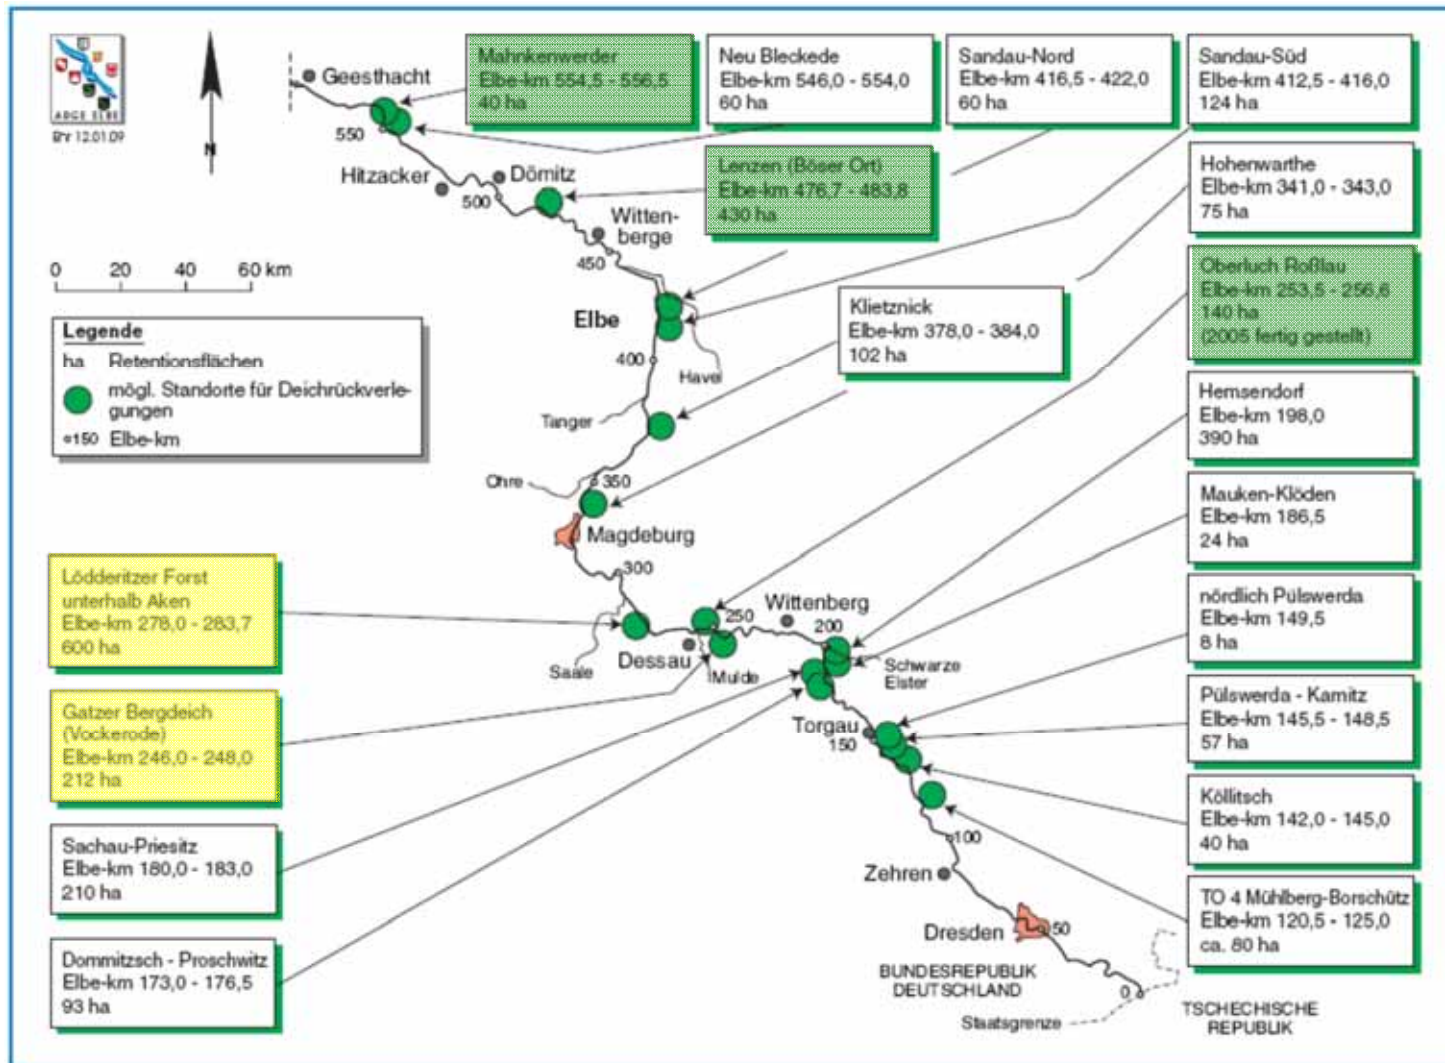 ARGE ELBE
Bhr 12.01.09
N
Mahnkenwerder
Elbe-km 554,5 - 556,5
40 ha
Neu Bleckede
Elbe-km 546,0 - 554,0
60 ha
Sandau-Nord
Elbe-km 416,5 - 422,0
60 ha
Sandau-Süd
Elbe-km 412,5 - 416,0
124 ha
Lenzen (Böser Ort)
Elbe-km 476,7 - 483,8
430 ha
Hohenwarthe
Elbe-km 341,0 - 343,0
75 ha
Oberluch Roßlau
Elbe-km 253,5 - 256,6
140 ha
(2005 fertig gestellt)
Klietznick
Elbe-km 378,0 - 384,0
102 ha
Hemsendorf
Elbe-km 198,0
390 ha
Mauken-Klöden
Elbe-km 186,5
24 ha
nördlich Pülswerda
Elbe-km 149,5
8 ha
Pülswerda - Kamitz
Elbe-km 145,5 - 148,5
57 ha
Köllitsch
Elbe-km 142,0 - 145,0
40 ha
TO 4 Mühlberg-Borschütz
Elbe-km 120,5 - 125,0
ca. 80 ha
0 20 40 60 km
Legende
ha Retentionsflächen
mögl. Standorte für Deichrückverle-
gungen
150 Elbe-km
Lödderitzer Forst
unterhalb Aken
Elbe-km 278,0 - 283,7
600 ha
Gatzer Bergdeich
(Vockerode)
Elbe-km 246,0 - 248,0
212 ha
Sachau-Priesitz
Elbe-km 180,0 - 183,0
210 ha
Dommitzsch - Proschwitz
Elbe-km 173,0 - 176,5
93 ha
Geesthacht
550
Hitzacker
Dömitz
500
Witten-
berge
450
Elbe
400
Havel
Tanger
Ohre
350
Magdeburg
300
Saale
Dessau
250
Mulde
Wittenberg
200
Schwarze
Elster
Torgau
150
100
Zehren
Dresden
50
BUNDESREPUBLIK
DEUTSCHLAND
0
Staatsgrenze
TSCHECHISCHE
REPUBLIK